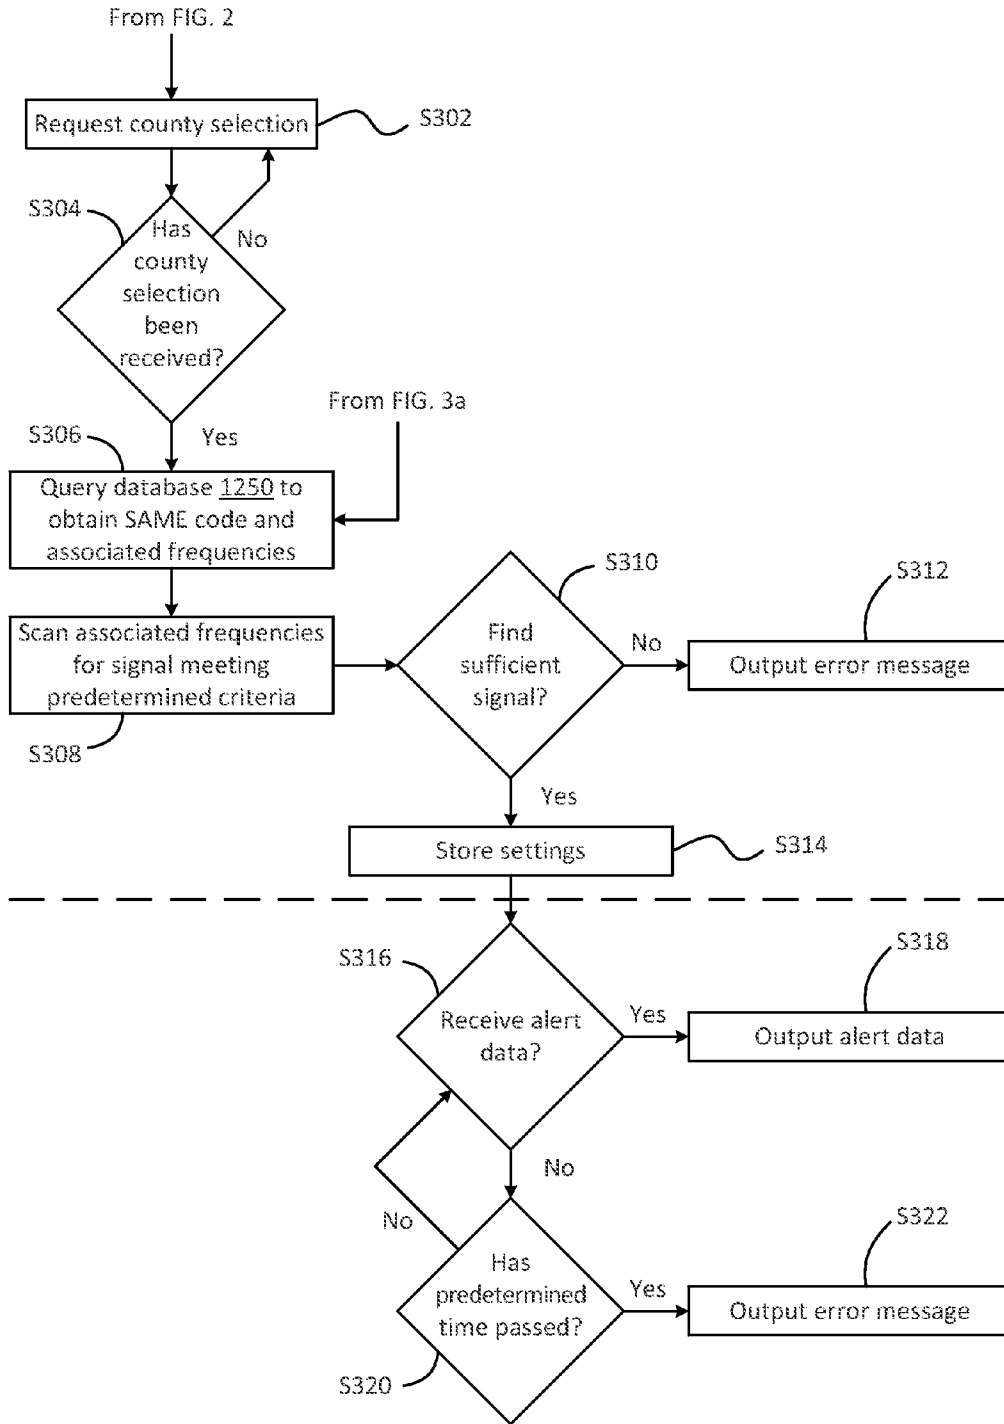 From FIG. 2
Request county selection
S302
S304
Has
county
selection
been
received?
No
From FIG. 3a
Yes
S306
Query database 1250 to
obtain SAME code and
associated frequencies
S310
S312
Scan associated frequencies
for signal meeting
predetermined criteria
Find
sufficient
signal?
No
Output error message
S308
Yes
Store settings
S314
S316
S318
Receive alert
data?
Yes
Output alert data
No
No
S322
Has
predetermined
time passed?
Yes
Output error message
S320